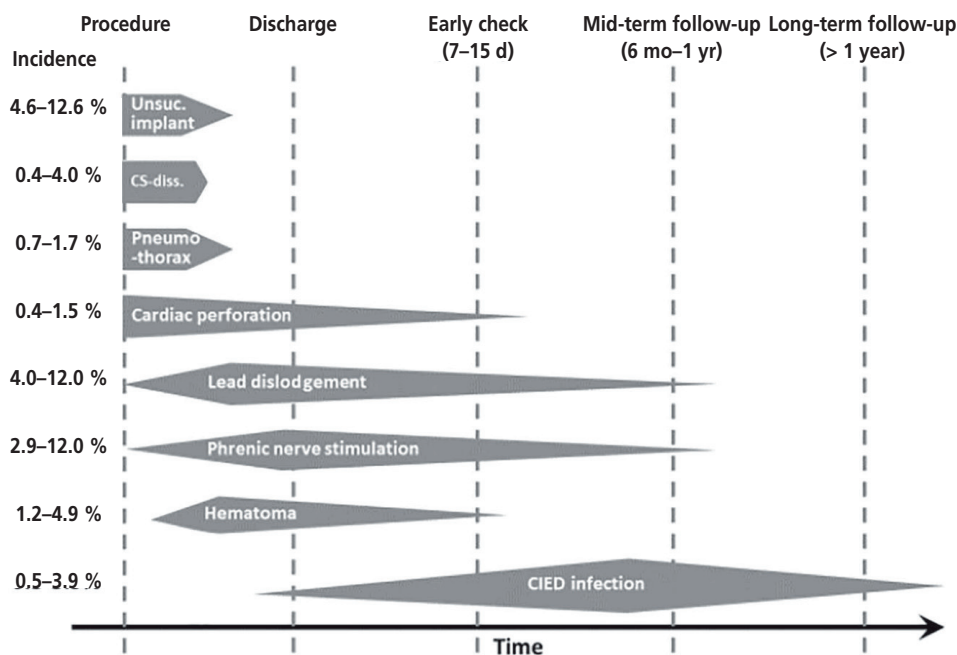 Procedure Discharge Early check Mid-term follow-up Long-term follow-up
(7–15 d) (6 mo–1 yr) (> 1 year)
Incidence
4.6–12.6 % Unsuc.
implant
0.4–4.0 % CS-diss.
0.7–1.7 % Pneumo
-thorax
0.4–1.5 % Cardiac perforation
4.0–12.0 % Lead dislodgement
2.9–12.0 % Phrenic nerve stimulation
1.2–4.9 % Hematoma
0.5–3.9 % CIED infection
Time